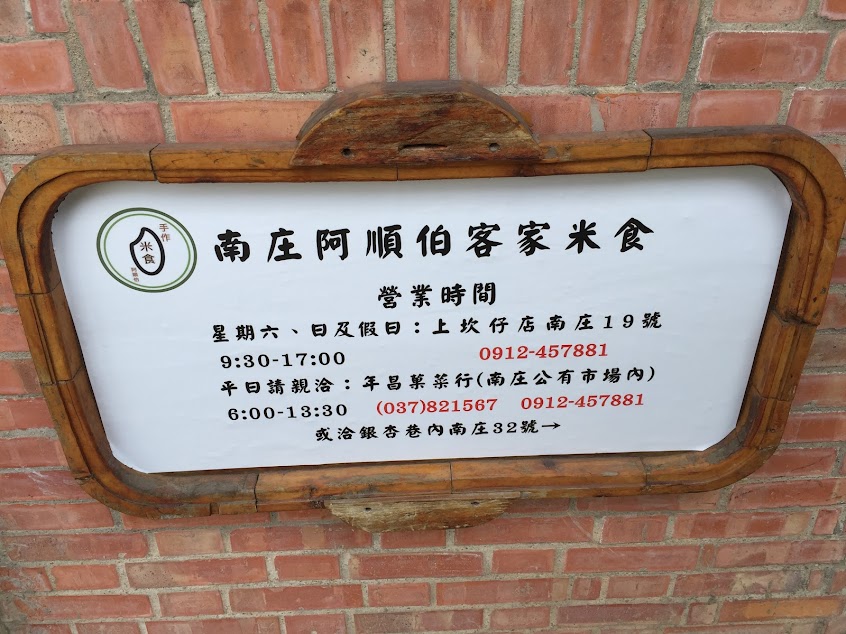 手作
米食
阿順伯
南庄阿順伯客家米食
營業時間
星期六、日及假日：上坎仔店南庄19號
9:30-17:00 0912-457881
平日請親洽：年昌菓菜行(南庄公有市場內)
6:00-13:30 (037)821567 0912-457881
或洽銀杏巷內南庄32號→